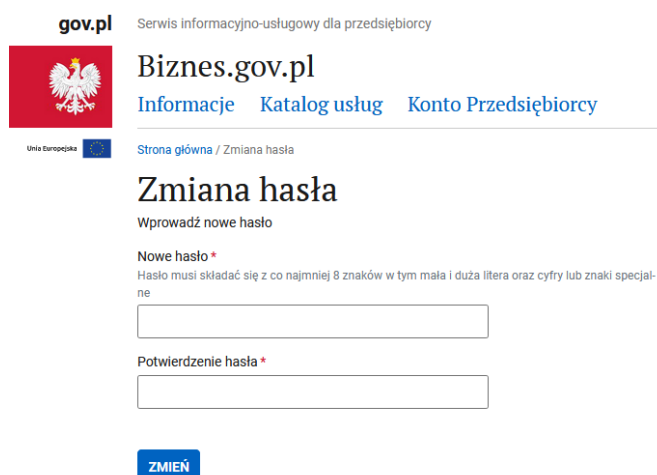 gov.pl Serwis informacyjno-usługowy dla przedsiębiorcy
Biznes.gov.pl
Informacje Katalog usług Konto Przedsiębiorcy
Unia Europejska
Strona główna / Zmiana hasła
Zmiana hasła
Wprowadź nowe hasło
Nowe hasło *
Hasło musi składać się z co najmniej 8 znaków w tym mała i duża litera oraz cyfry lub znaki specjal-
ne
Potwierdzenie hasła *
ZMIEŃ